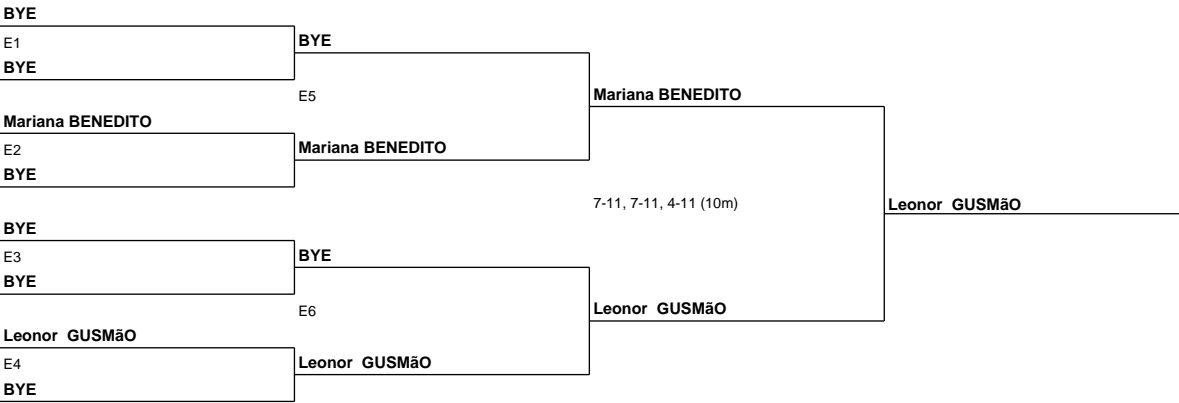 BYE
E1
BYE
BYE
E5
Mariana BENEDITO
Mariana BENEDITO
E2
Mariana BENEDITO
BYE
7-11, 7-11, 4-11 (10m)
Leonor GUSMãO
BYE
E3
BYE
BYE
E6
Leonor GUSMãO
Leonor GUSMãO
E4
Leonor GUSMãO
BYE